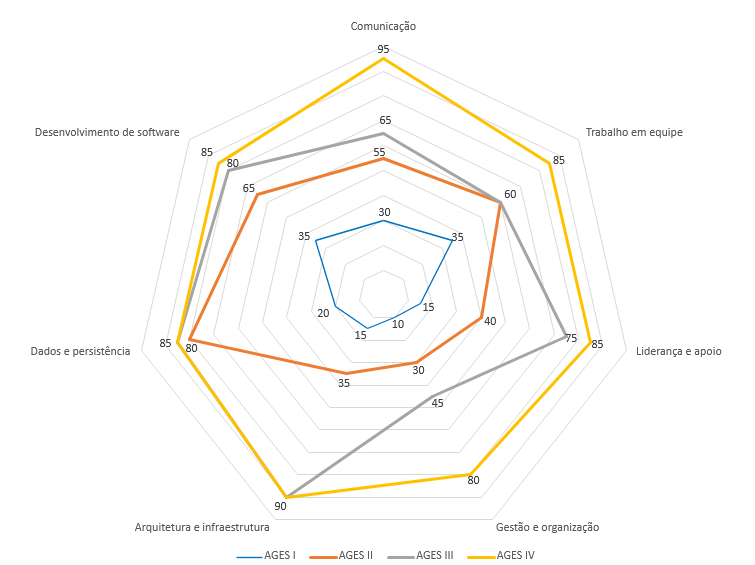 Comunicação
95
Desenvolvimento de software
Trabalho em equipe
85
80
65
55
85
65
60
30
35
35
20
15
15
10
40
Dados e persistência
85
80
75
85
Liderança e apoio
35
30
45
90
80
Arquitetura e infraestrutura
Gestão e organização
AGES I
AGES II
AGES III
AGES IV